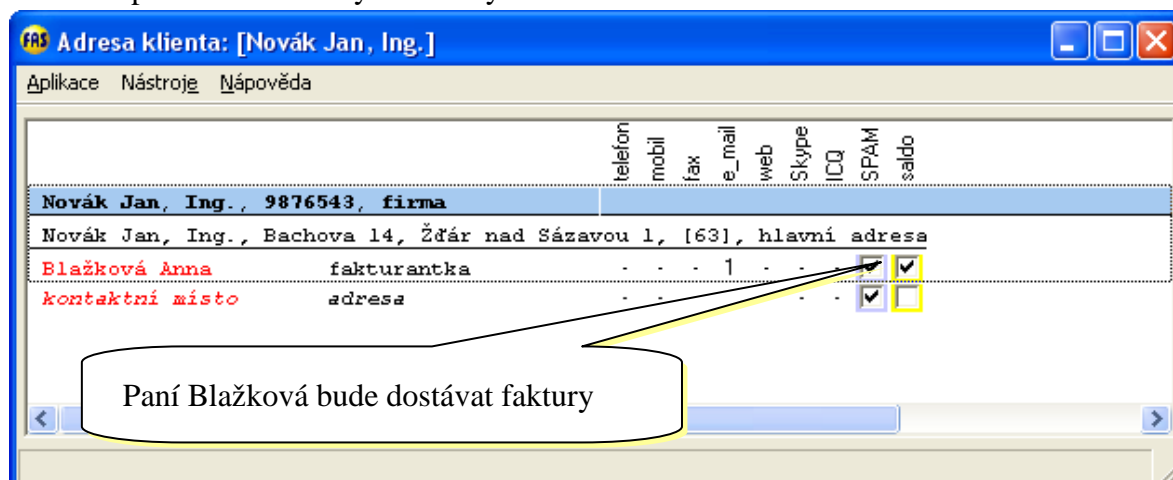 FAS Adresa klienta: [Novák Jan, Ing.]
Aplikace Nástroje Nápověda
telefon mobil fax e_mail web Skype ICQ SPAM saldo
Novák Jan, Ing., 9876543, firma
Novák Jan, Ing., Bachova 14, Žďár nad Sázavou 1, [63], hlavní adresa
Blažková Anna fakturantka - - - 1 - - -
kontaktní místo adresa - - - -
Paní Blažková bude dostávat faktury